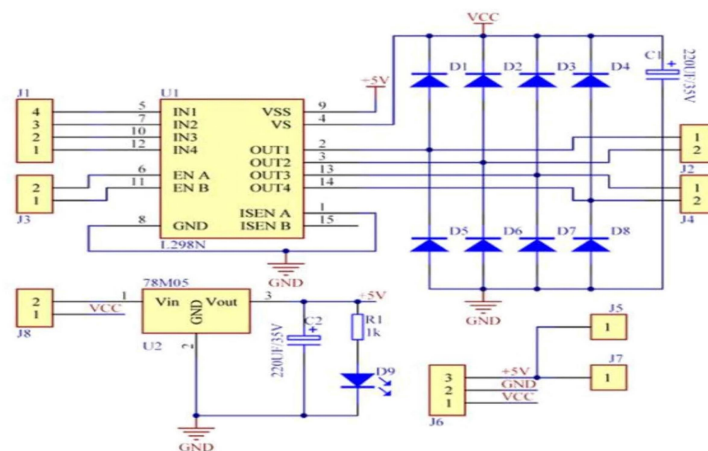 VCC
D1 D2 D3 D4
C1
+
220UF/35V
+5V
J1
U1
4 5 IN1 VSS 9
3 7 IN2 VS 4
2 10 IN3
1 12 IN4 OUT1 2
OUT2 3
2 6 EN A OUT3 13
1 11 EN B OUT4 14
J3
8 GND ISEN A 1
ISEN B 15
L298N
GND
1
2
J2
1
2
J4
D5 D6 D7 D8
GND
78M05
2 1 Vin Vout 3 +5V
1 VCC
J8
GND
U2
2
C2
+
220UF/35V
R1
1k
D9
GND
J5
1
J7
3 +5V 1
2 GND
1 VCC
J6